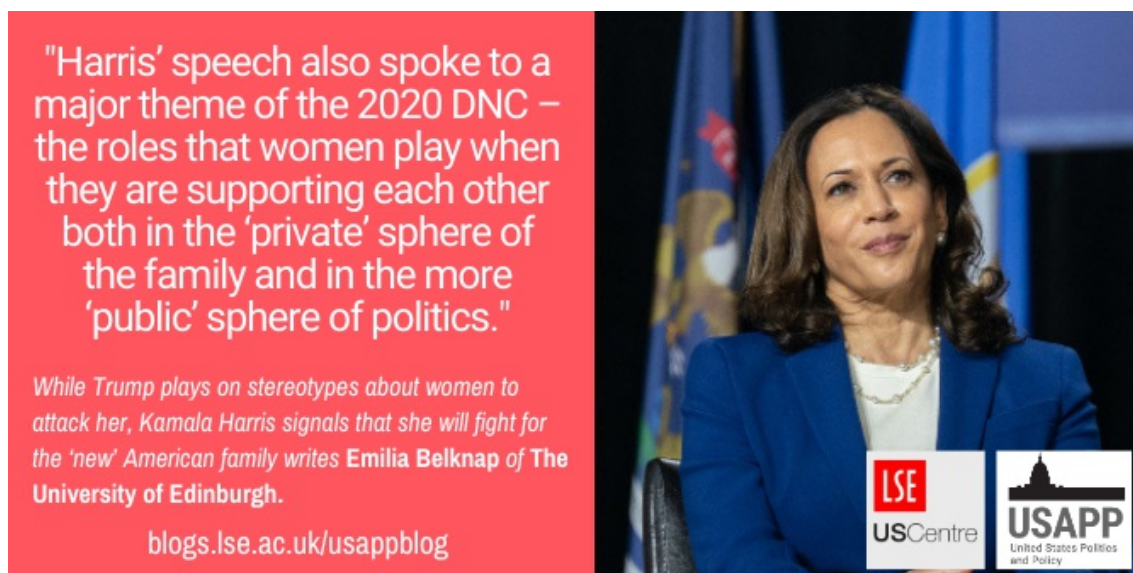 "Harris’ speech also spoke to a
major theme of the 2020 DNC –
the roles that women play when
they are supporting each other
both in the ‘private’ sphere of
the family and in the more
‘public’ sphere of politics."
While Trump plays on stereotypes about women to
attack her, Kamala Harris signals that she will fight for
the ‘new’ American family writes Emilia Belknap of The
University of Edinburgh.
blogs.lse.ac.uk/usappblog
LSE
USCentre
USAPP
United States Politics
and Policy